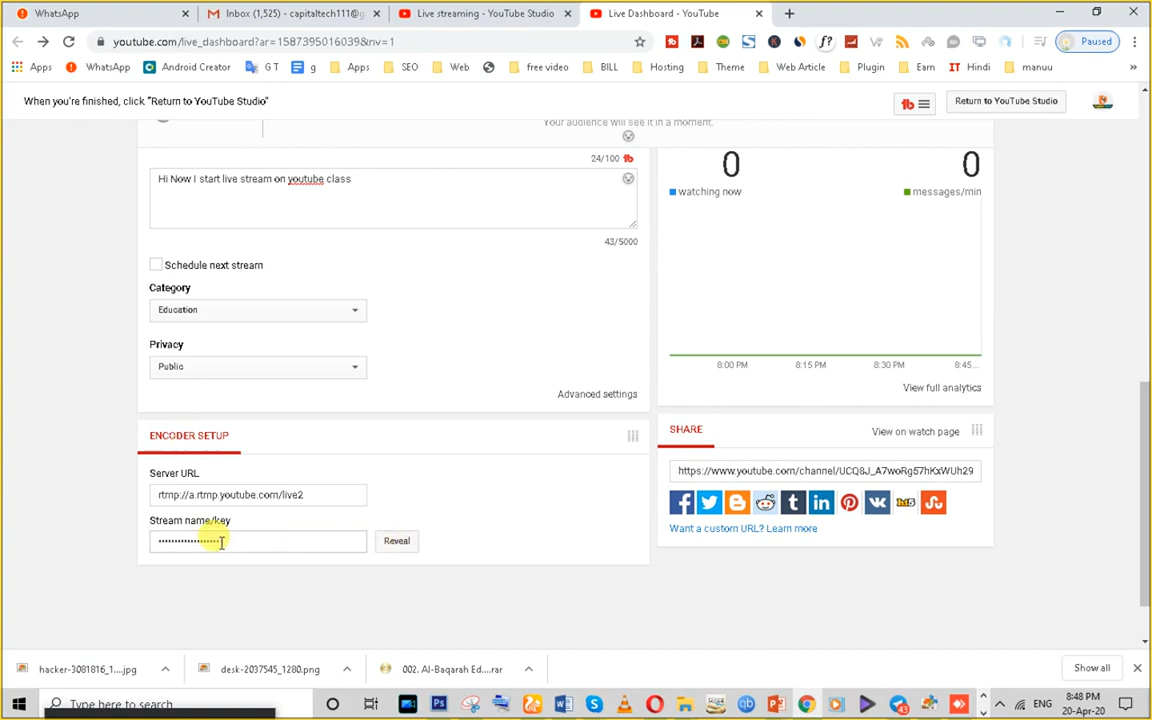 WhatsApp
Inbox (1,525) - capitaltech111@g
Live streaming - YouTube Studio
Live Dashboard - YouTube
youtube.com/live_dashboard?ar=1587395016039&nv=1
Paused
Apps
WhatsApp
Android Creator
G T
g
Apps
SEO
Web
free video
BILL
Hosting
Theme
Web Article
Plugin
Earn
IT Hindi
manuu
When you're finished, click "Return to YouTube Studio"
Return to YouTube Studio
Your audience will see it in a moment.
24/100
Hi Now I start live stream on youtube class
43/5000
0
0
watching now
messages/min
Schedule next stream
Category
Education
Privacy
Public
8:00 PM
8:15 PM
8:30 PM
8:45...
Advanced settings
View full analytics
ENCODER SETUP
SHARE
View on watch page
Server URL
rtmp://a.rtmp.youtube.com/live2
https://www.youtube.com/channel/UCQ8J_A7woRg57hKxWUh29
Stream name/key
Reveal
Want a custom URL? Learn more
hacker-3081816_1....jpg
desk-2037545_1280.png
002. Al-Baqarah Ed....rar
Show all
Type here to search
43
ENG
8:48 PM
20-Apr-20